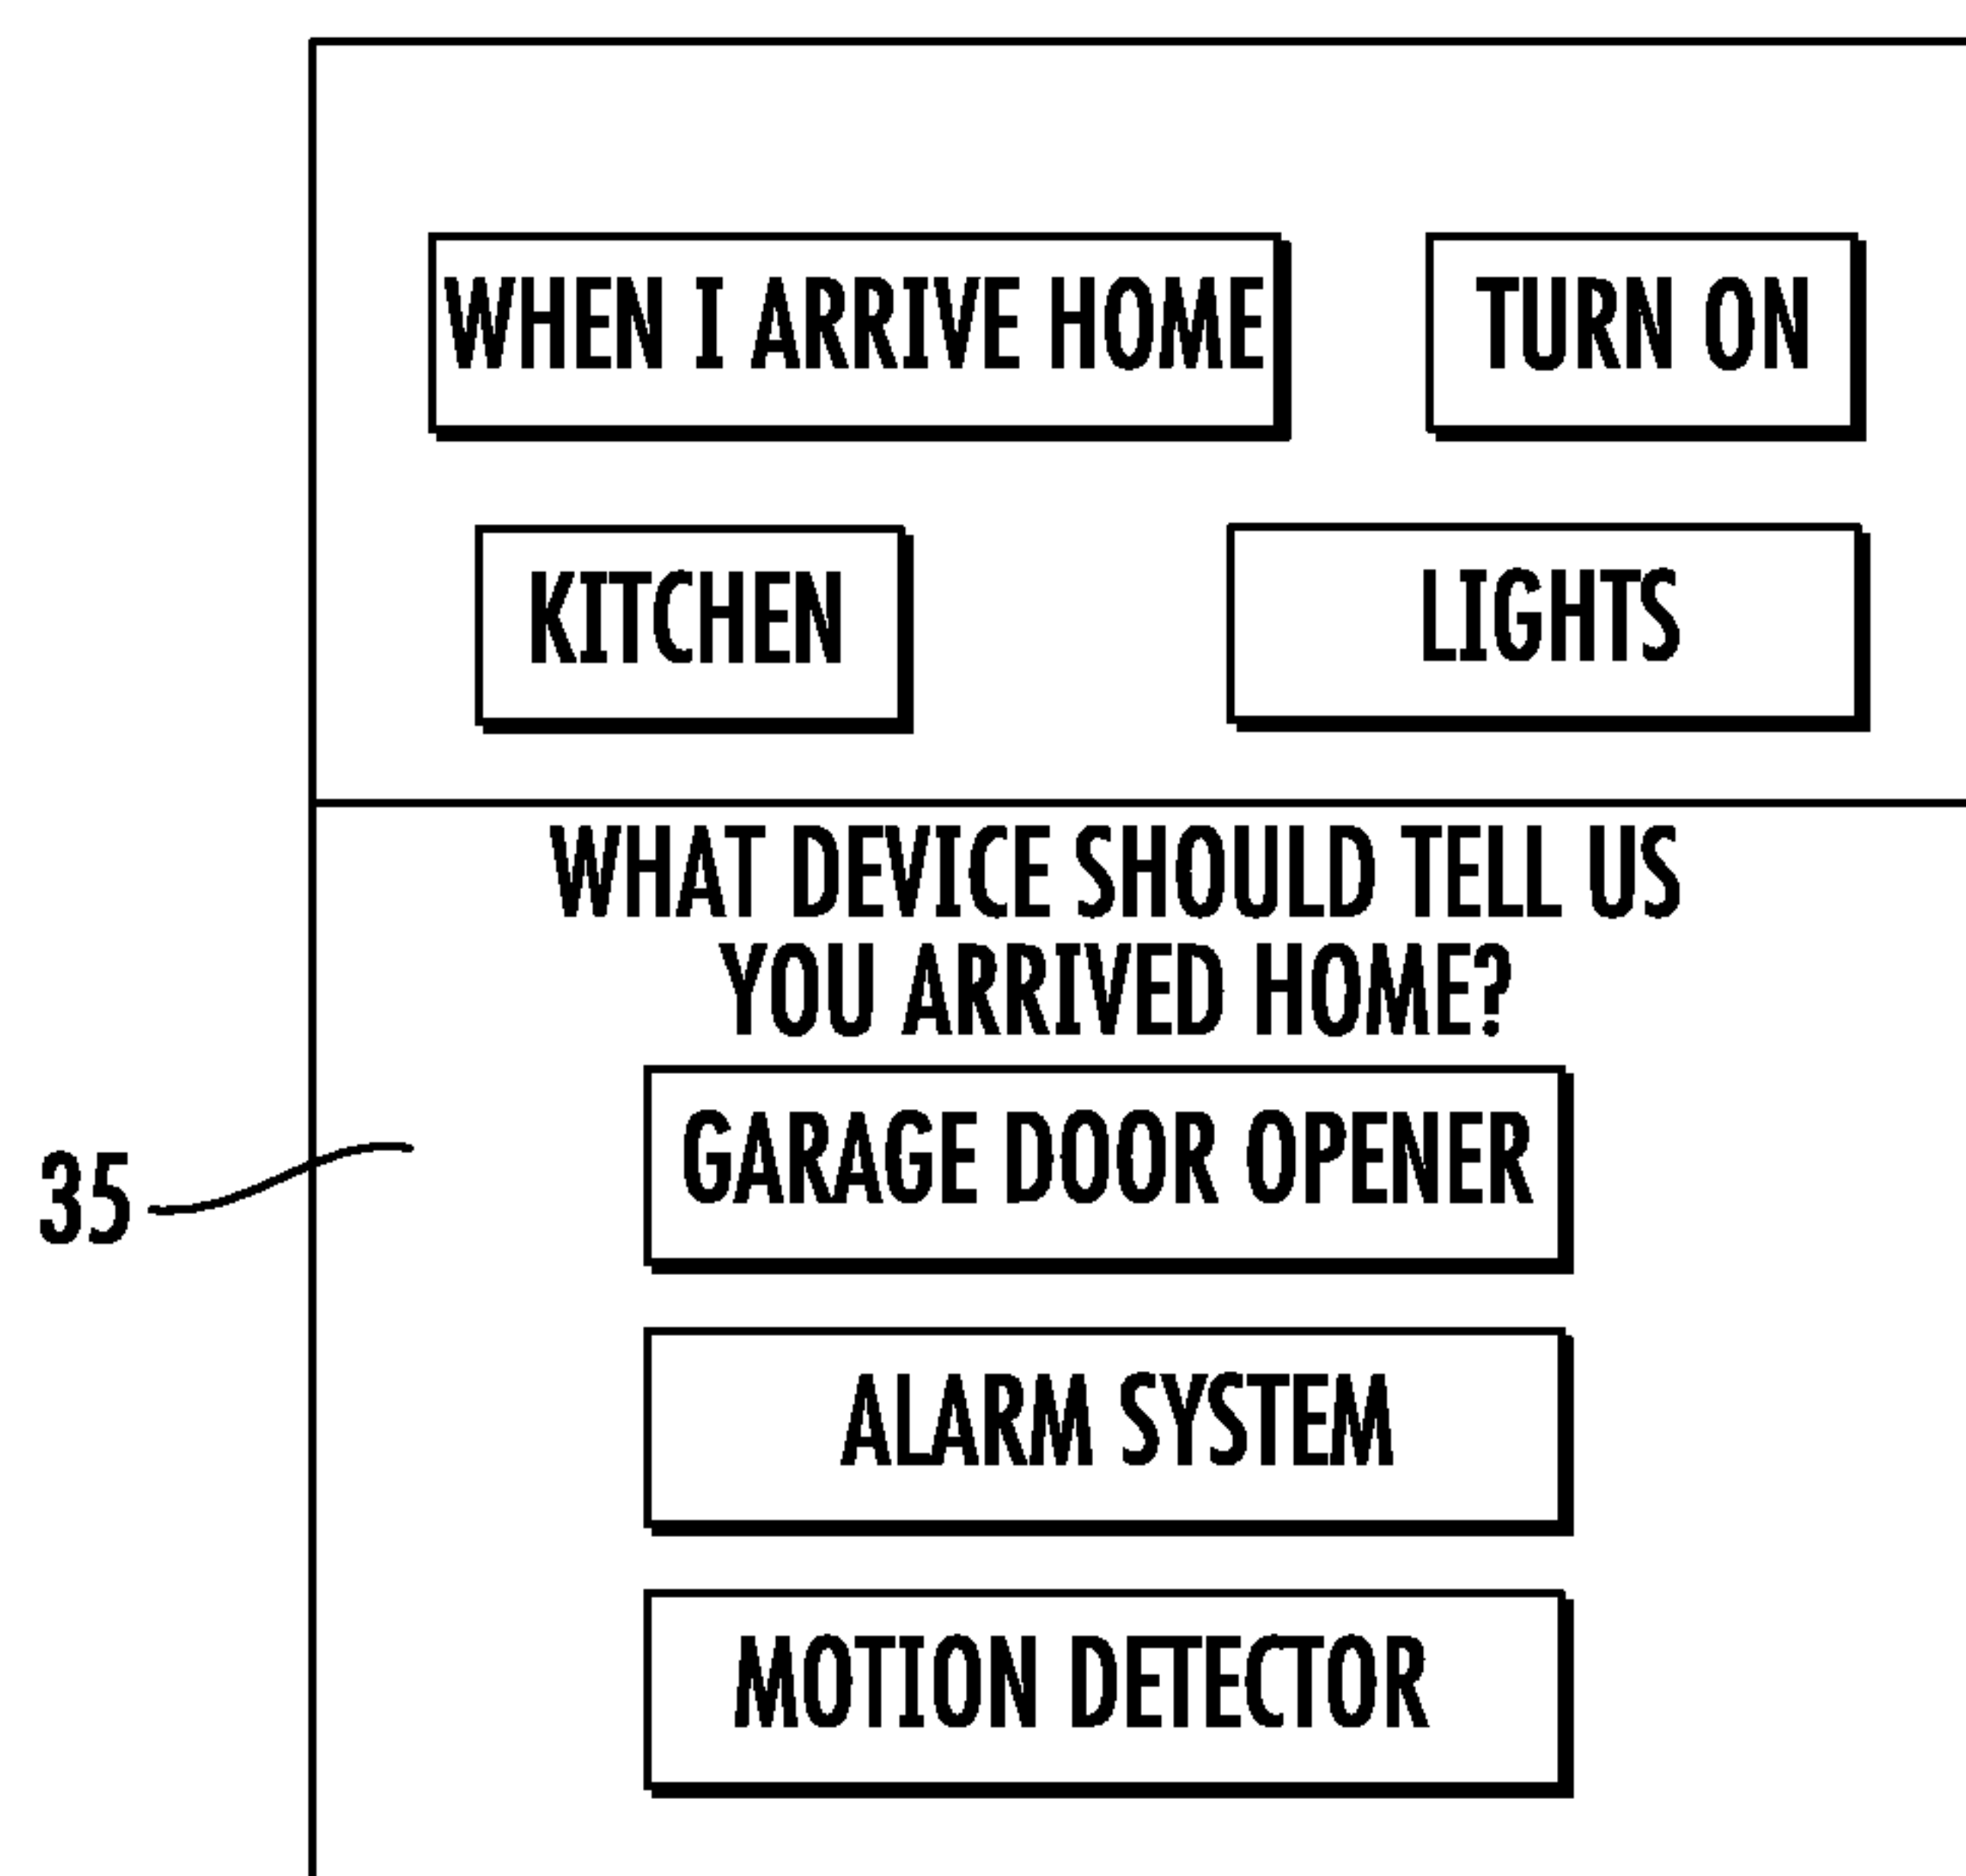 WHEN I ARRIVE HOME
TURN ON
KITCHEN
LIGHTS
WHAT DEVICE SHOULD TELL US
YOU ARRIVED HOME?
GARAGE DOOR OPENER
35
ALARM SYSTEM
MOTION DETECTOR